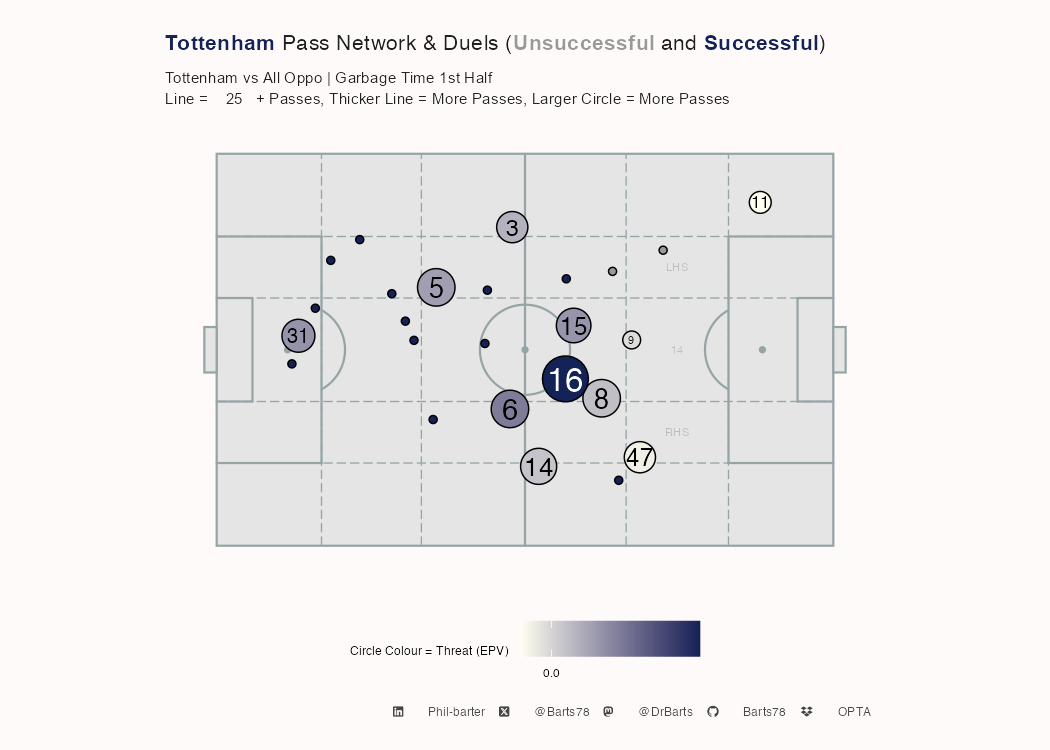 Tottenham Pass Network & Duels (Unsuccessful and Successful)
Tottenham vs All Oppo | Garbage Time 1st Half
Line = 25 + Passes, Thicker Line = More Passes, Larger Circle = More Passes
11
3
LHS
5
15
31
9
14
16
8
6
RHS
47
14
Circle Colour = Threat (EPV)
0.0
Phil-barter @Barts78 @DrBarts Barts78 OPTA